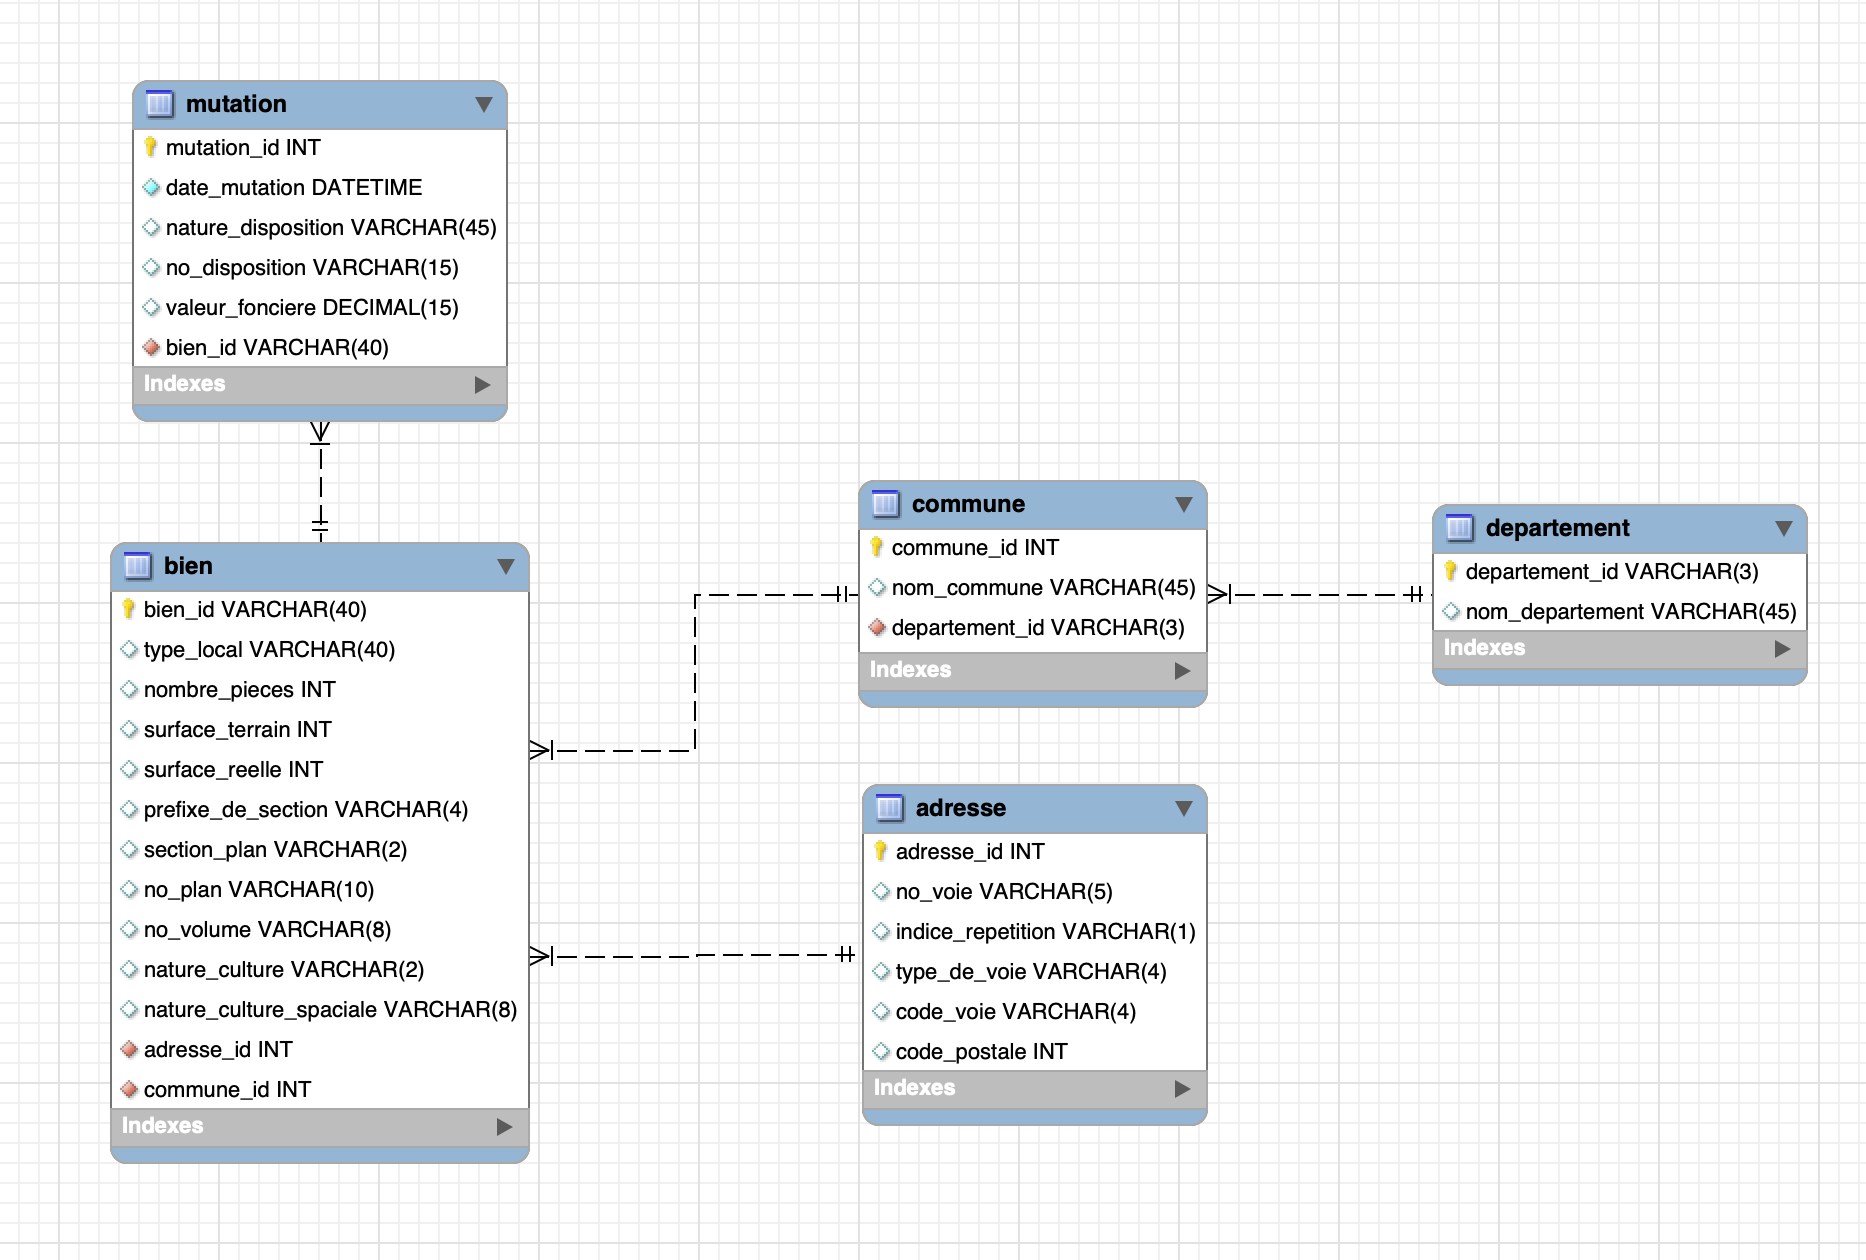 mutation
mutation_id INT
date_mutation DATETIME
nature_disposition VARCHAR(45)
no_disposition VARCHAR(15)
valeur_fonciere DECIMAL(15)
bien_id VARCHAR(40)
Indexes
bien
bien_id VARCHAR(40)
type_local VARCHAR(40)
nombre_pieces INT
surface_terrain INT
surface_reelle INT
prefixe_de_section VARCHAR(4)
section_plan VARCHAR(2)
no_plan VARCHAR(10)
no_volume VARCHAR(8)
nature_culture VARCHAR(2)
nature_culture_spaciale VARCHAR(8)
adresse_id INT
commune_id INT
Indexes
commune
commune_id INT
nom_commune VARCHAR(45)
departement_id VARCHAR(3)
Indexes
departement
departement_id VARCHAR(3)
nom_departement VARCHAR(45)
Indexes
adresse
adresse_id INT
no_voie VARCHAR(5)
indice_repetition VARCHAR(1)
type_de_voie VARCHAR(4)
code_voie VARCHAR(4)
code_postale INT
Indexes